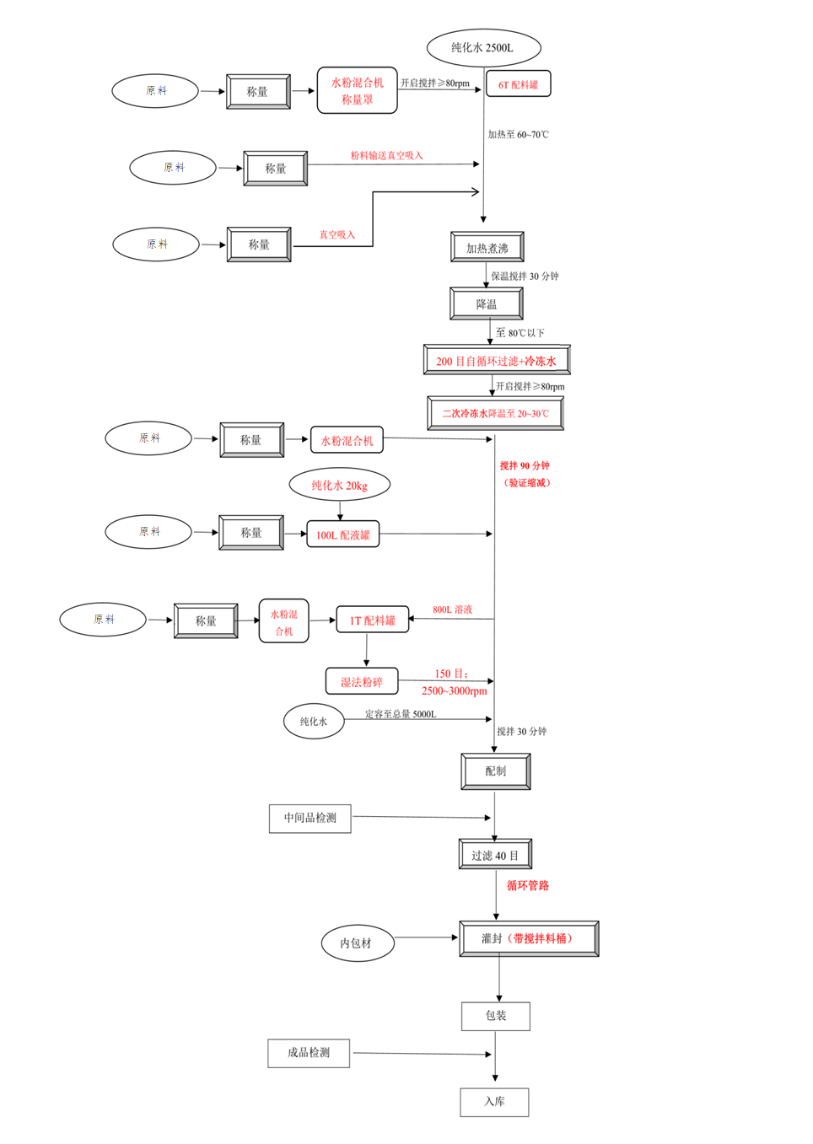 纯化水 2500L
原料
称量
水粉混合机
称量罩
开启搅拌≥80rpm
6T 配料罐
加热至 60~70℃
原料
称量
粉料输送真空吸入
原料
称量
真空吸入
加热煮沸
保温搅拌 30 分钟
降温
至 80℃以下
200 目自循环过滤+冷冻水
开启搅拌≥80rpm
二次冷冻水降温至 20~30℃
原料
称量
水粉混合机
搅拌 90 分钟
（验证缩减）
纯化水 20kg
原料
称量
100L 配液罐
800L 溶液
原料
称量
水粉混
合机
1T 配料罐
湿法粉碎
150 目；
2500~3000rpm
纯化水
定容至总量 5000L
搅拌 30 分钟
配制
中间品检测
过滤 40 目
循环管路
内包材
灌封（带搅拌料桶）
包装
成品检测
入库